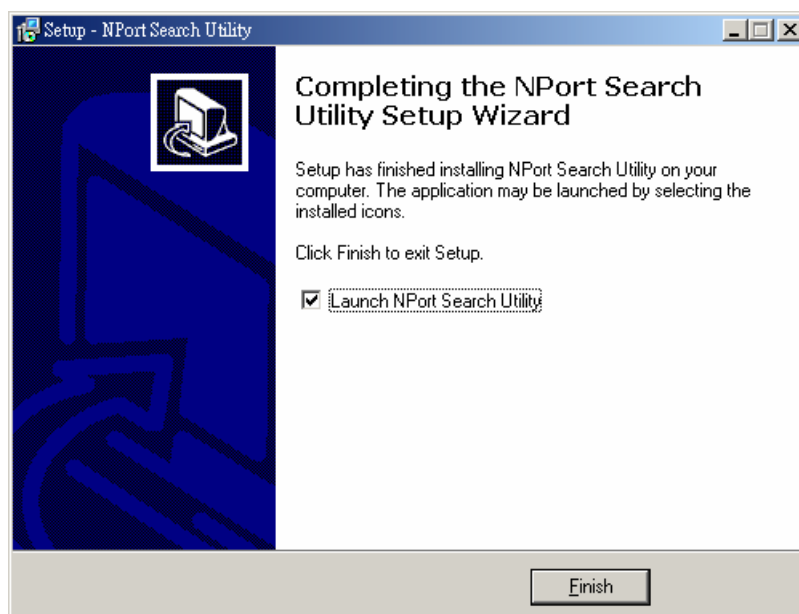 Setup - NPort Search Utility
Completing the NPort Search
Utility Setup Wizard
Setup has finished installing NPort Search Utility on your
computer. The application may be launched by selecting the
installed icons.
Click Finish to exit Setup.
Launch NPort Search Utility
Finish